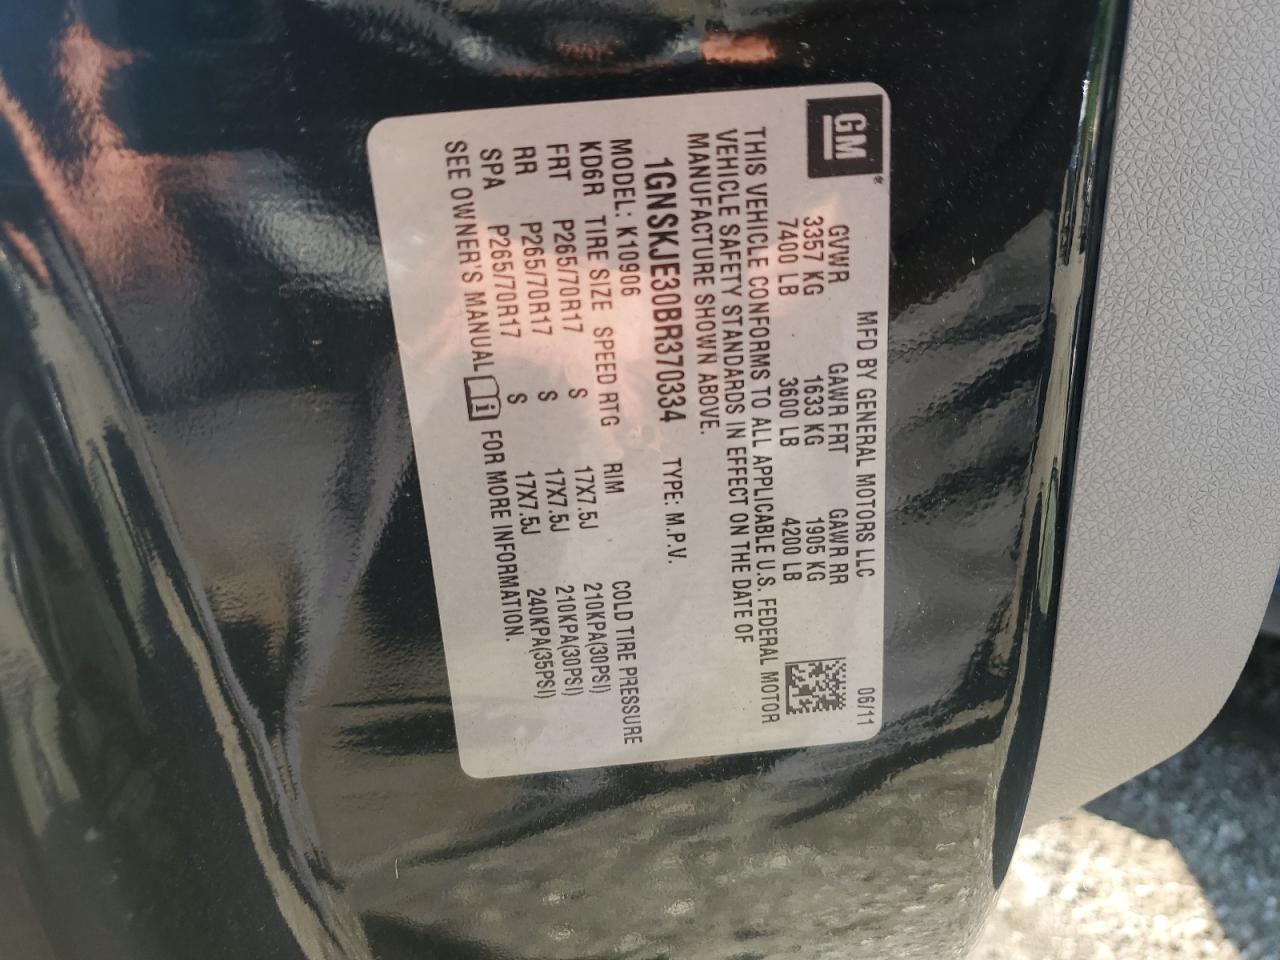 GM
MFD BY GENERAL MOTORS LLC 06/11
GVWR GAWR FRT GAWR RR
3357 KG 1633 KG 1905 KG
7400 LB 3600 LB 4200 LB
THIS VEHICLE CONFORMS TO ALL APPLICABLE U.S. FEDERAL MOTOR
VEHICLE SAFETY STANDARDS IN EFFECT ON THE DATE OF
MANUFACTURE SHOWN ABOVE.
1GNSKJE30BR370334 TYPE: M.P.V.
MODEL: K10906
KD6R TIRE SIZE SPEED RTG RIM COLD TIRE PRESSURE
FRT P265/70R17 S 17X7.5J 210KPA(30PSI)
RR P265/70R17 S 17X7.5J 210KPA(30PSI)
SPA P265/70R17 S 17X7.5J 240KPA(35PSI)
SEE OWNER'S MANUAL i FOR MORE INFORMATION.